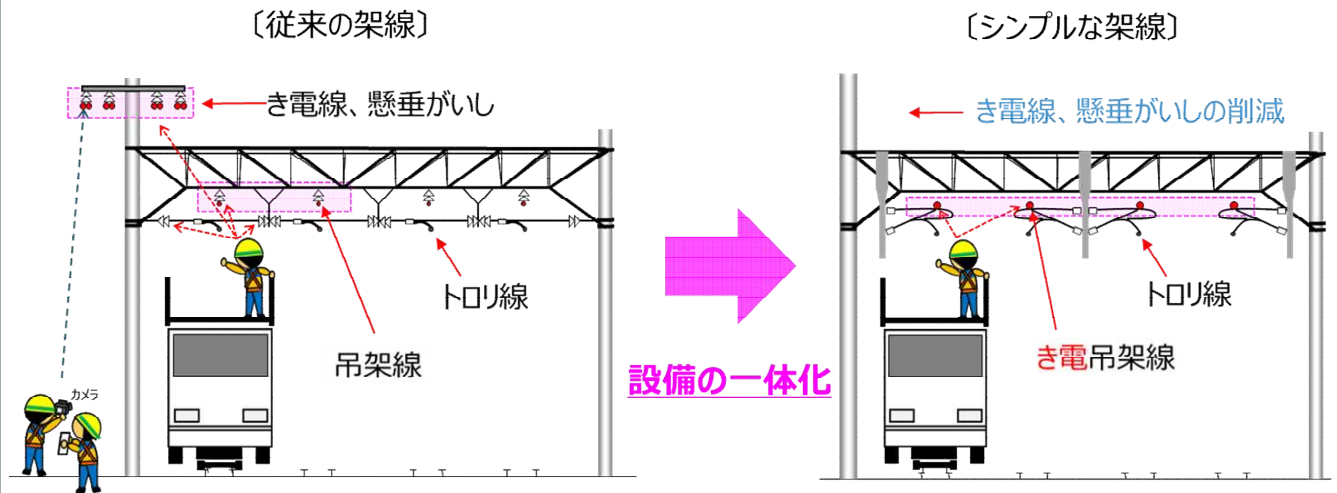 〔従来の架線〕
き電線、懸垂がいし
トロリ線
吊架線
カメラ
設備の一体化
〔シンプルな架線〕
き電線、懸垂がいしの削減
トロリ線
き電吊架線